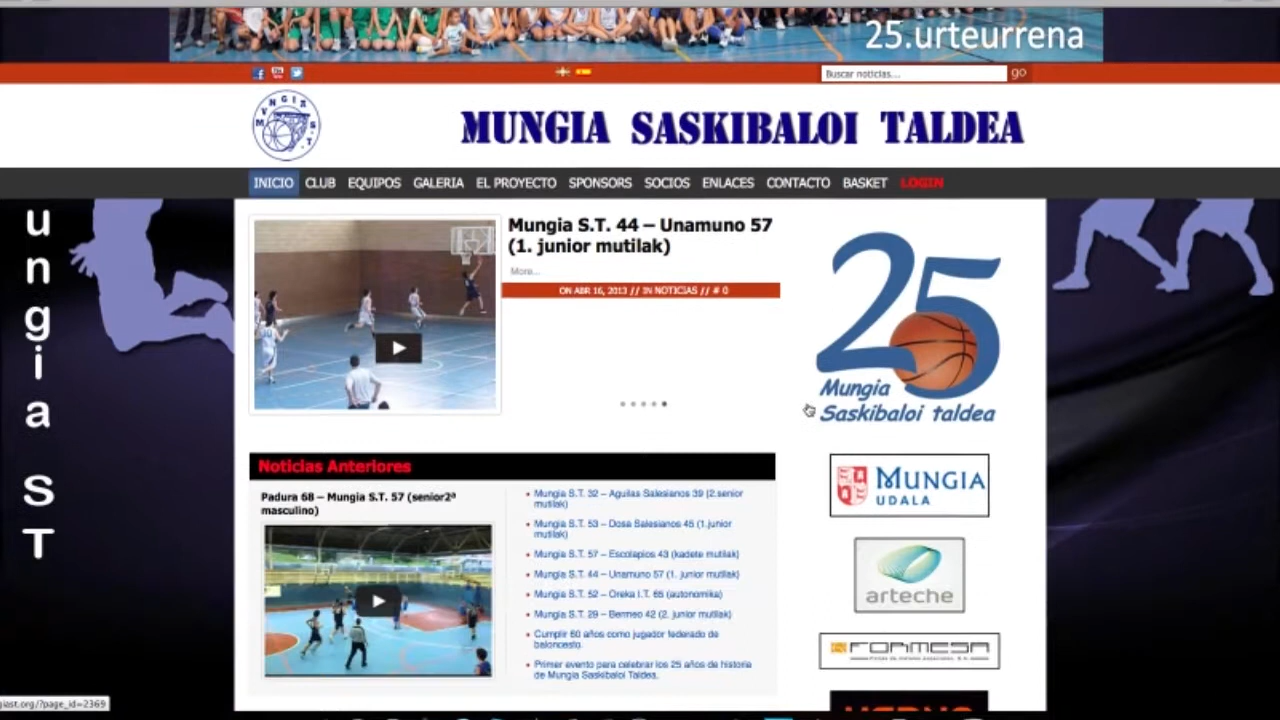 25.urteurrena
Buscar noticias...
go
MUNGIA S.T.
MUNGIA SASKIBALOI TALDEA
INICIO CLUB EQUIPOS GALERIA EL PROYECTO SPONSORS SOCIOS ENLACES CONTACTO BASKET LOGIN
u
n
g
i
a
S
T
Mungia S.T. 44 – Unamuno 57
(1. junior mutilak)
More...
ON ABR 16, 2013 // IN NOTICIAS // # 0
25
Mungia
Saskibaloi taldea
Noticias Anteriores
Padura 68 – Mungia S.T. 57 (senior2ª
masculino)
Mungia S.T. 32 – Aguilas Salesianos 39 (2.senior
mutilak)
Mungia S.T. 53 – Dosa Salesianos 45 (1.junior
mutilak)
Mungia S.T. 57 – Escolapios 43 (kadete mutilak)
Mungia S.T. 44 – Unamuno 57 (1. junior mutilak)
Mungia S.T. 52 – Oreka I.T. 65 (autonomika)
Mungia S.T. 29 – Bermeo 42 (2. junior mutilak)
Cumplir 60 años como jugador federado de
baloncesto.
Primer evento para celebrar los 25 años de historia
de Mungia Saskibaloi Taldea.
MUNGIA
UDALA
arteche
FORMESA
giast.org/?page_id=2369